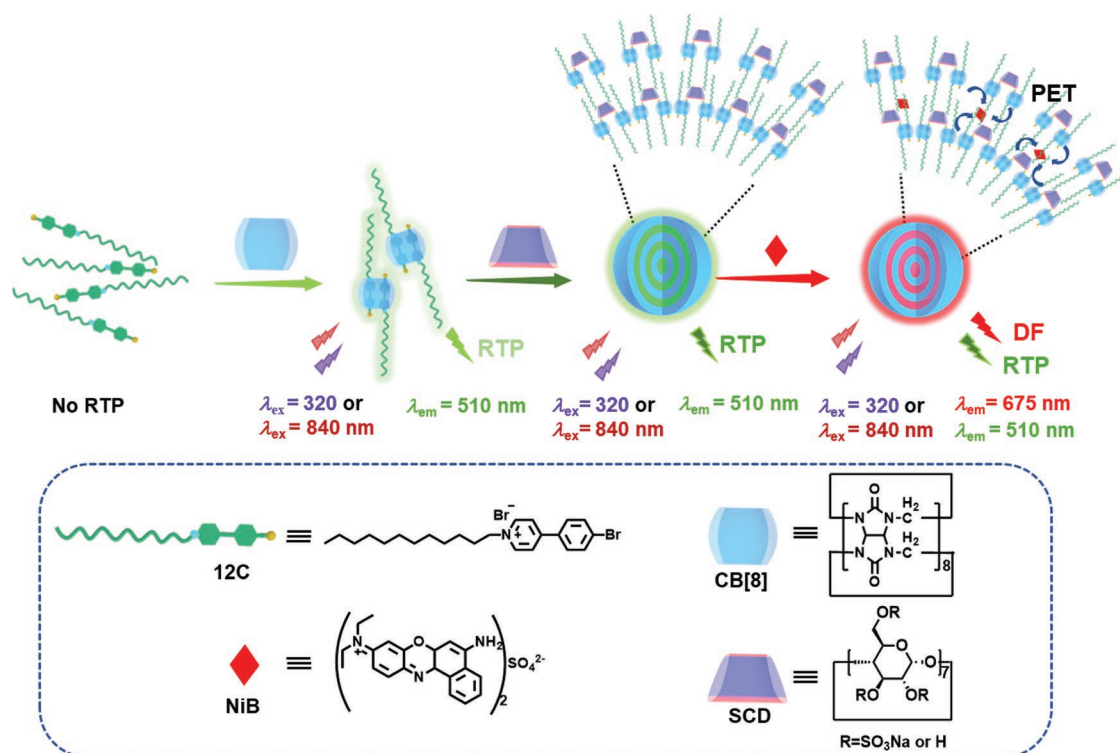 PET
RTP
RTP
DF
RTP
No RTP
λex = 320 or
λex = 840 nm
λem = 510 nm
λex = 320 or
λex = 840 nm
λem = 510 nm
λex = 320 or
λex = 840 nm
λem = 675 nm
λem = 510 nm
12C
≡
Br-
N+
Br
CB[8]
≡
O
N N CH2
N N CH2
O
8
NiB
≡
N+
O
NH2
N
2
SO42-
SCD
≡
OR
O
O
7
RO
OR
R=SO3Na or H